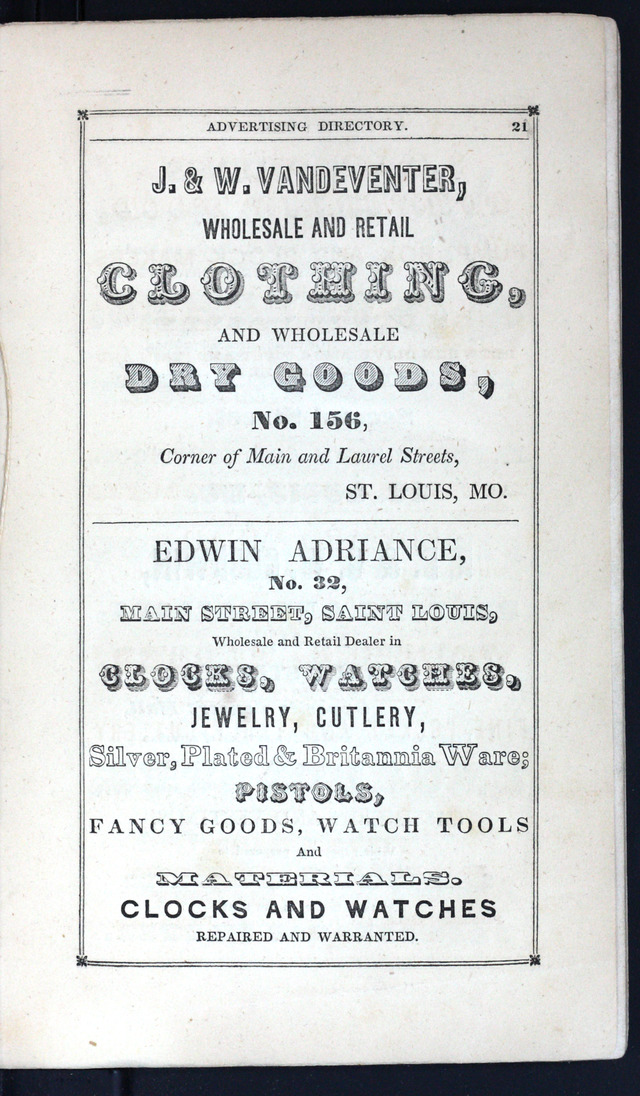 ADVERTISING DIRECTORY. 21
J. & W. VANDEVENTER,
WHOLESALE AND RETAIL
CLOTHING,
AND WHOLESALE
DRY GOODS,
No. 156,
Corner of Main and Laurel Streets,
ST. LOUIS, MO.
EDWIN ADRIANCE,
No. 32,
MAIN STREET, SAINT LOUIS,
Wholesale and Retail Dealer in
CLOCKS, WATCHES,
JEWELRY, CUTLERY,
Silver, Plated & Britannia Ware;
PISTOLS,
FANCY GOODS, WATCH TOOLS
And
MATERIALS.
CLOCKS AND WATCHES
REPAIRED AND WARRANTED.